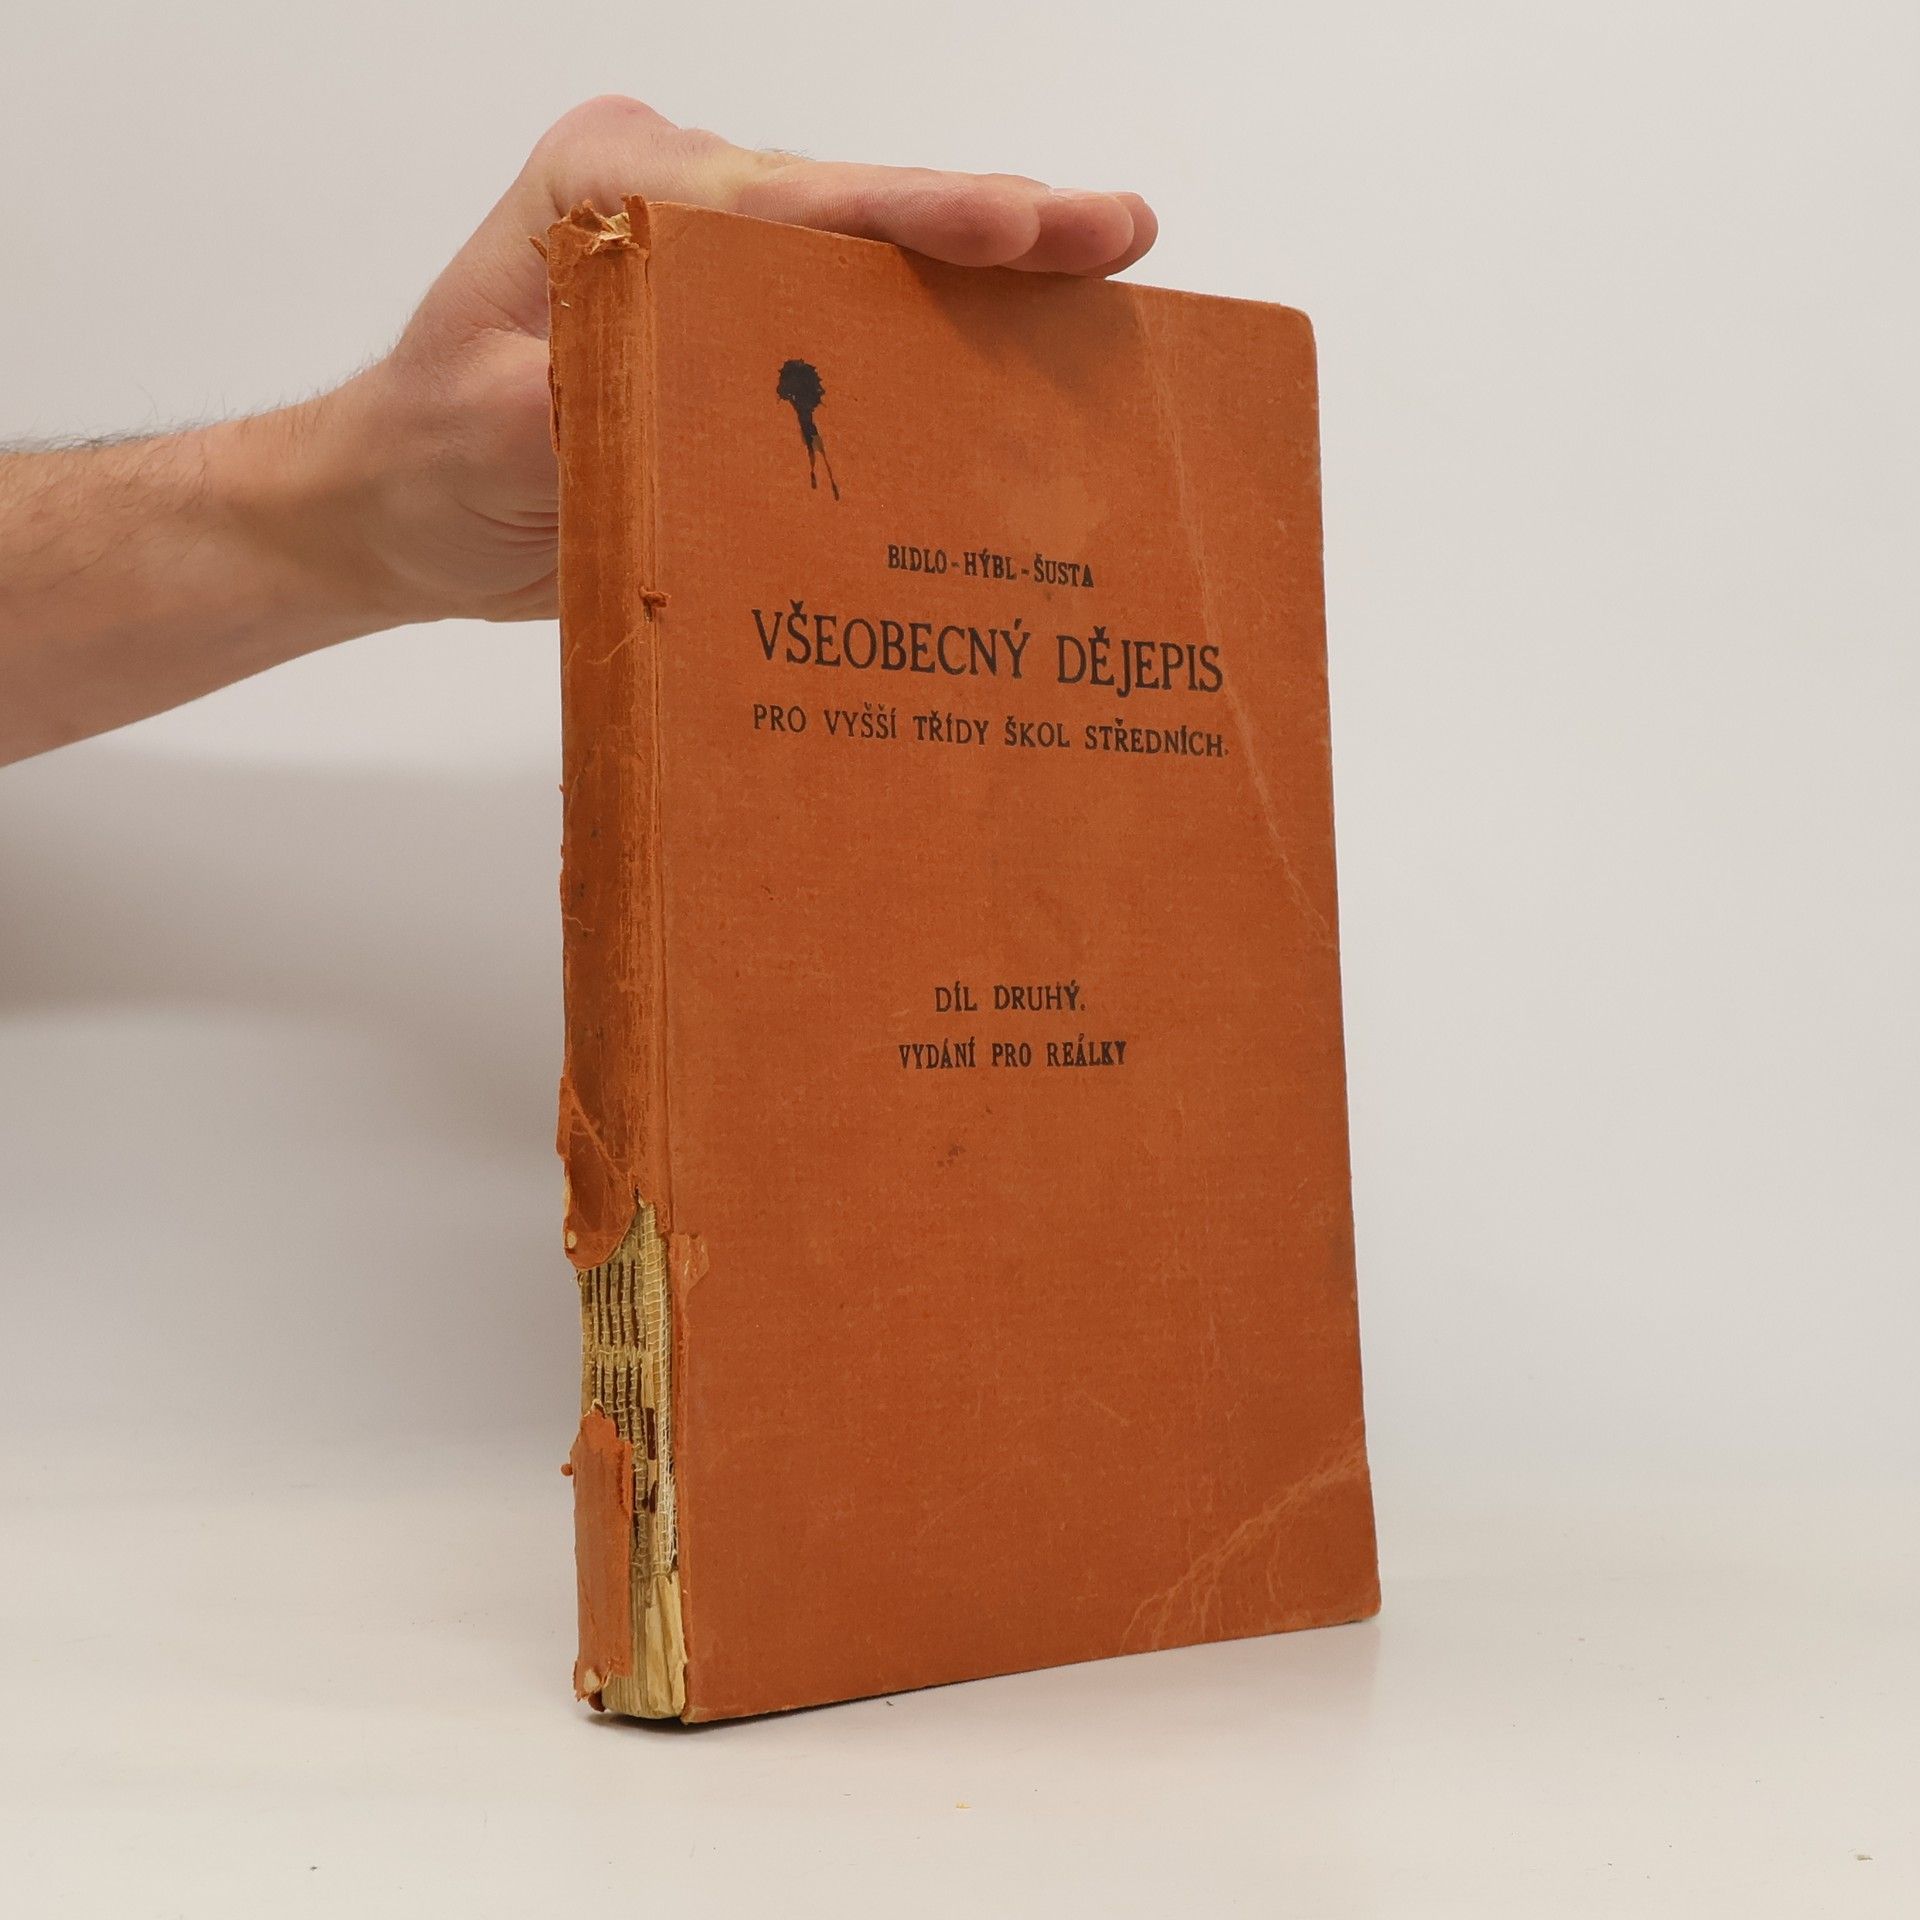 BIDLO-HÝBL-ŠUSTA
VŠEOBECNÝ DĚJEPIS
PRO VYŠŠÍ TŘÍDY ŠKOL STŘEDNÍCH.
DÍL DRUHÝ.
VYDÁNÍ PRO REÁLKY